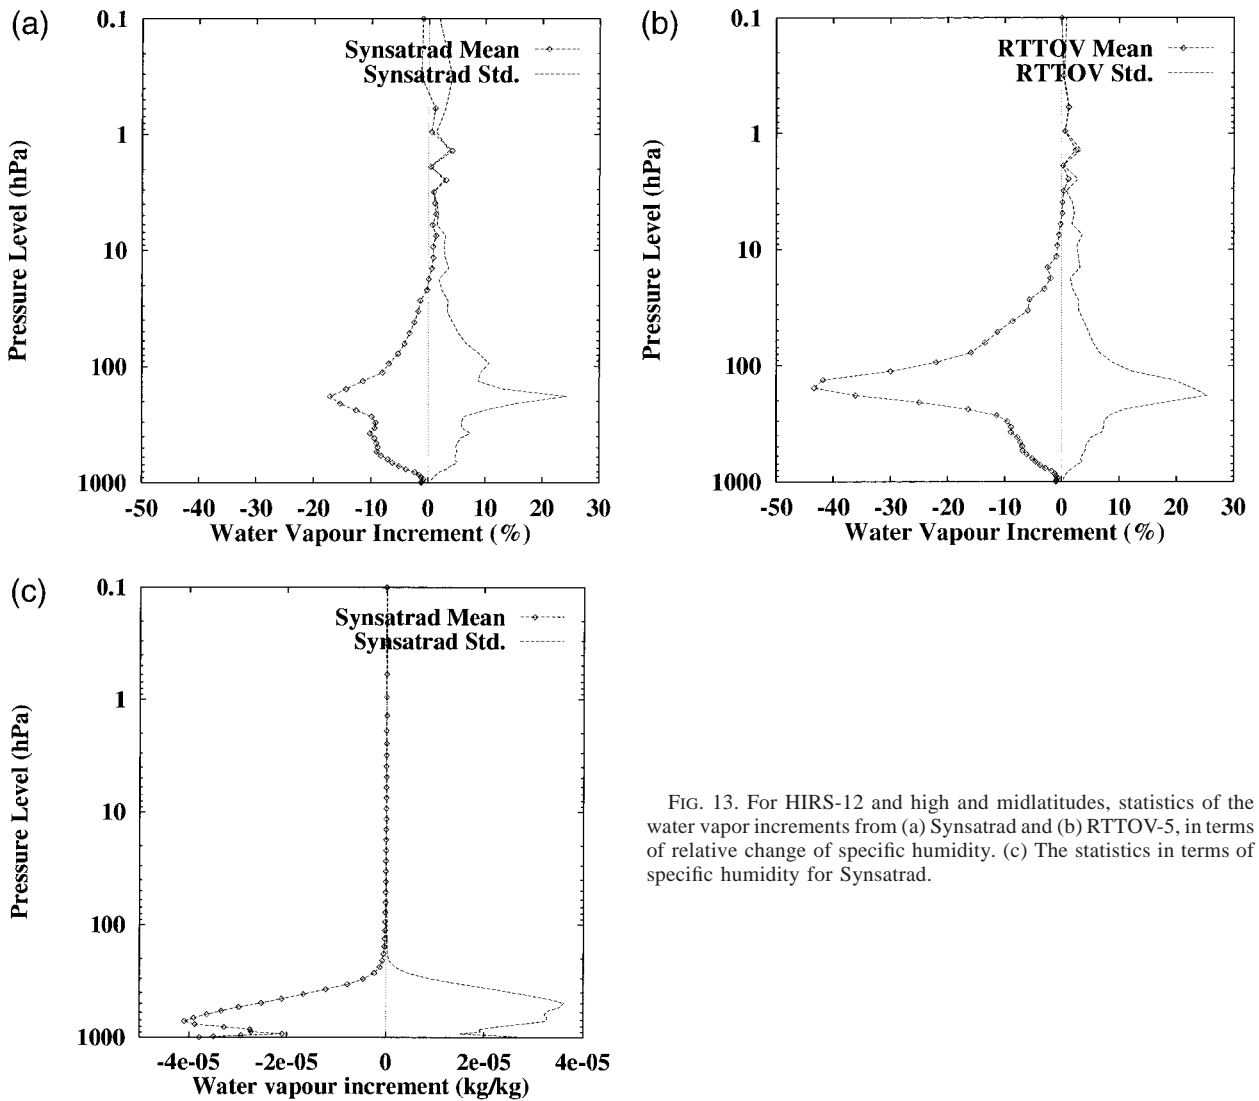 (a)
Synsatrad Mean
Synsatrad Std.
Pressure Level (hPa)
0.1
1
10
100
1000
-50 -40 -30 -20 -10 0 10 20 30
Water Vapour Increment (%)
(b)
RTTOV Mean
RTTOV Std.
Pressure Level (hPa)
0.1
1
10
100
1000
-50 -40 -30 -20 -10 0 10 20 30
Water Vapour Increment (%)
(c)
Synsatrad Mean
Synsatrad Std.
Pressure Level (hPa)
0.1
1
10
100
1000
-4e-05 -2e-05 0 2e-05 4e-05
Water vapour increment (kg/kg)
FIG. 13. For HIRS-12 and high and midlatitudes, statistics of the
water vapor increments from (a) Synsatrad and (b) RTTOV-5, in terms
of relative change of specific humidity. (c) The statistics in terms of
specific humidity for Synsatrad.